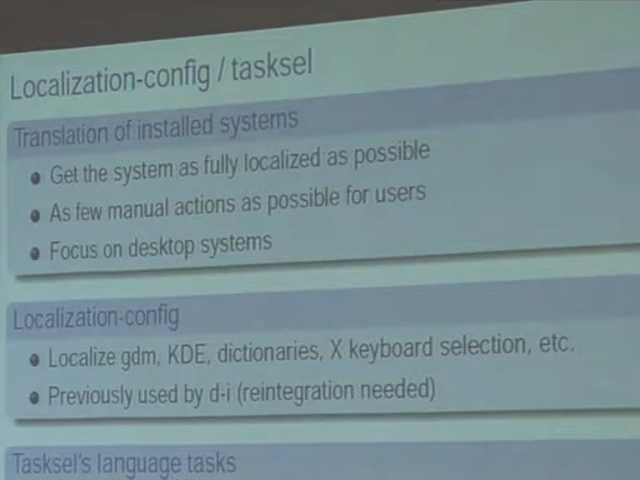 Localization-config / tasksel
Translation of installed systems
Get the system as fully localized as possible
As few manual actions as possible for users
Focus on desktop systems
Localization-config
Localize gdm, KDE, dictionaries, X keyboard selection, etc.
Previously used by d-i (reintegration needed)
Tasksel's language tasks